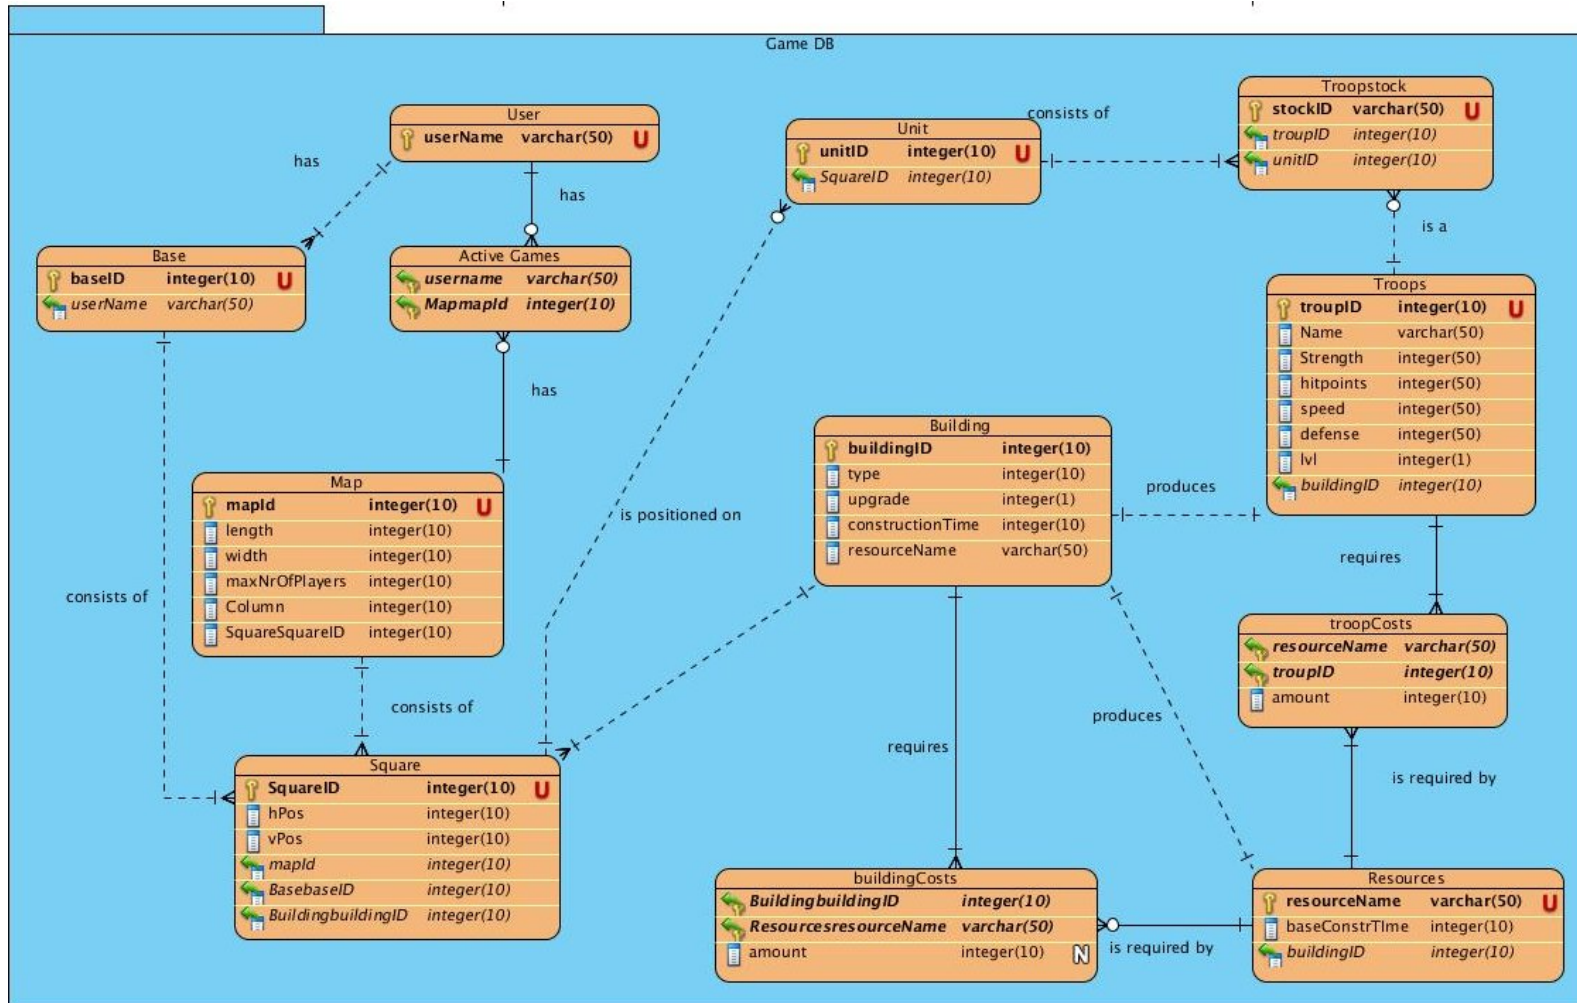 Game DB
User
userName varchar(50) U
has
has
Base
baseID integer(10) U
userName varchar(50)
Active Games
username varchar(50)
MapmapId integer(10)
has
Unit
unitID integer(10) U
SquareID integer(10)
consists of
Troopstock
stockID varchar(50) U
troupID integer(10)
unitID integer(10)
is a
Troops
troupID integer(10) U
Name varchar(50)
Strength integer(50)
hitpoints integer(50)
speed integer(50)
defense integer(50)
lvl integer(1)
buildingID integer(10)
Map
mapId integer(10) U
length integer(10)
width integer(10)
maxNrOfPlayers integer(10)
Column integer(10)
SquareSquareID integer(10)
is positioned on
Building
buildingID integer(10)
type integer(10)
upgrade integer(1)
constructionTime integer(10)
resourceName varchar(50)
produces
requires
consists of
consists of
troopCosts
resourceName varchar(50)
troupID integer(10)
amount integer(10)
produces
requires
is required by
Square
SquareID integer(10) U
hPos integer(10)
vPos integer(10)
mapId integer(10)
BasebaseID integer(10)
BuildingbuildingID integer(10)
buildingCosts
BuildingbuildingID integer(10)
ResourcesresourceName varchar(50)
amount integer(10) N
is required by
Resources
resourceName varchar(50) U
baseConstrTIme integer(10)
buildingID integer(10)